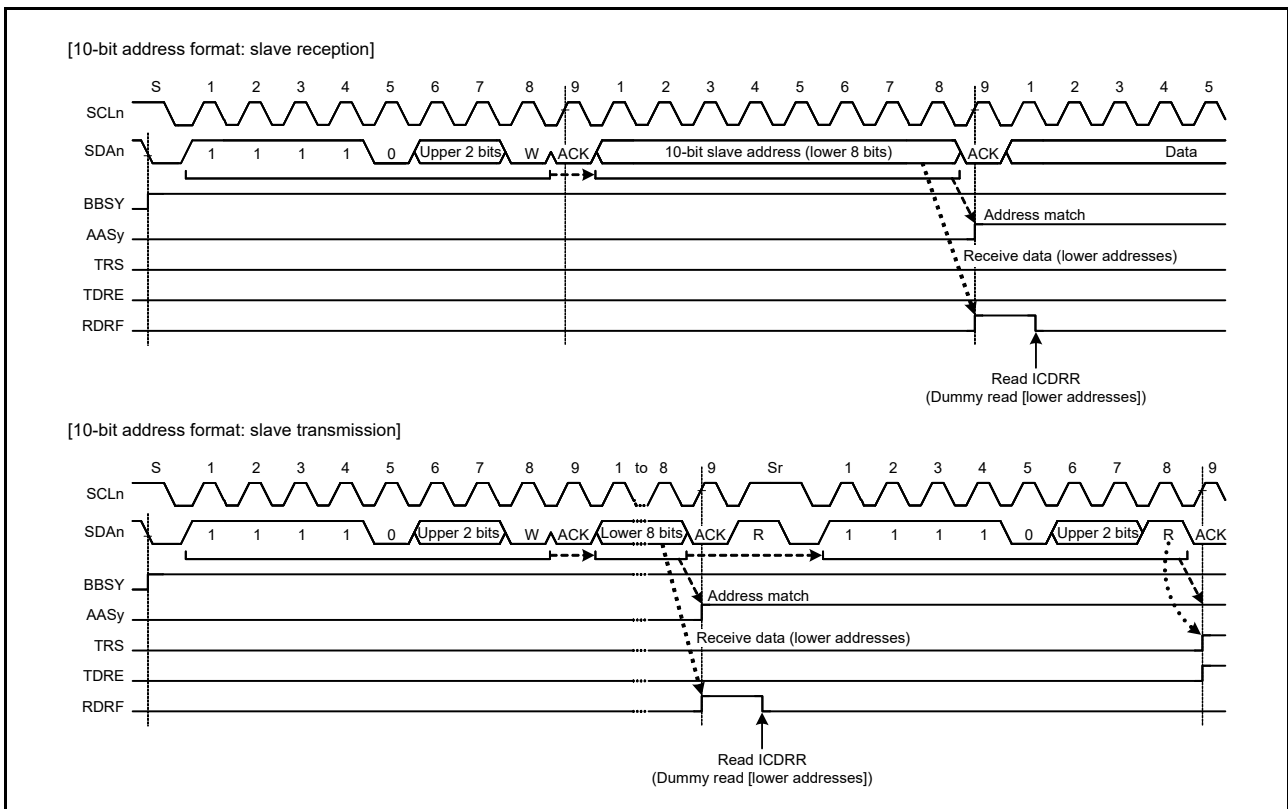 [10-bit address format: slave reception]
S 1 2 3 4 5 6 7 8 9 1 2 3 4 5 6 7 8 9 1 2 3 4 5
SCLn
SDAn 1 1 1 1 0 Upper 2 bits W ACK 10-bit slave address (lower 8 bits) ACK Data
BBSY
Address match
AASy
Receive data (lower addresses)
TRS
TDRE
RDRF
Read ICDRR
(Dummy read [lower addresses])
[10-bit address format: slave transmission]
S 1 2 3 4 5 6 7 8 9 1 to 8 9 Sr 1 2 3 4 5 6 7 8 9
SCLn
SDAn 1 1 1 1 0 Upper 2 bits W ACK Lower 8 bits ACK R 1 1 1 1 0 Upper 2 bits R ACK
BBSY
Address match
AASy
Receive data (lower addresses)
TRS
TDRE
RDRF
Read ICDRR
(Dummy read [lower addresses])